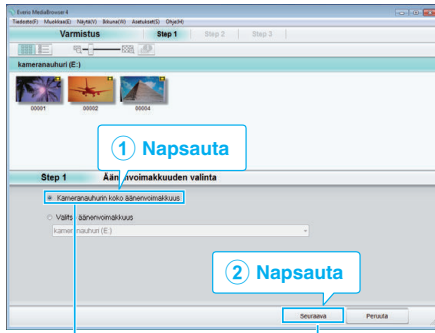 Everio MediaBrowser 4
Tiedosto(F) Muokkaa(E) Näytä(V) Ikkuna(W) Asetukset(S) Ohje(H)
Varmistus Step 1 Step 2 Step 3
kameranauhuri (E:)
00001 00002 00004
1 Napsauta
Step 1 Äänenvoimakkuuden valinta
Kameranauhurin koko äänenvoimakkuus
Valitse äänenvoimakkuus
kameranauhuri (E:)
2 Napsauta
Seuraava Peruuta